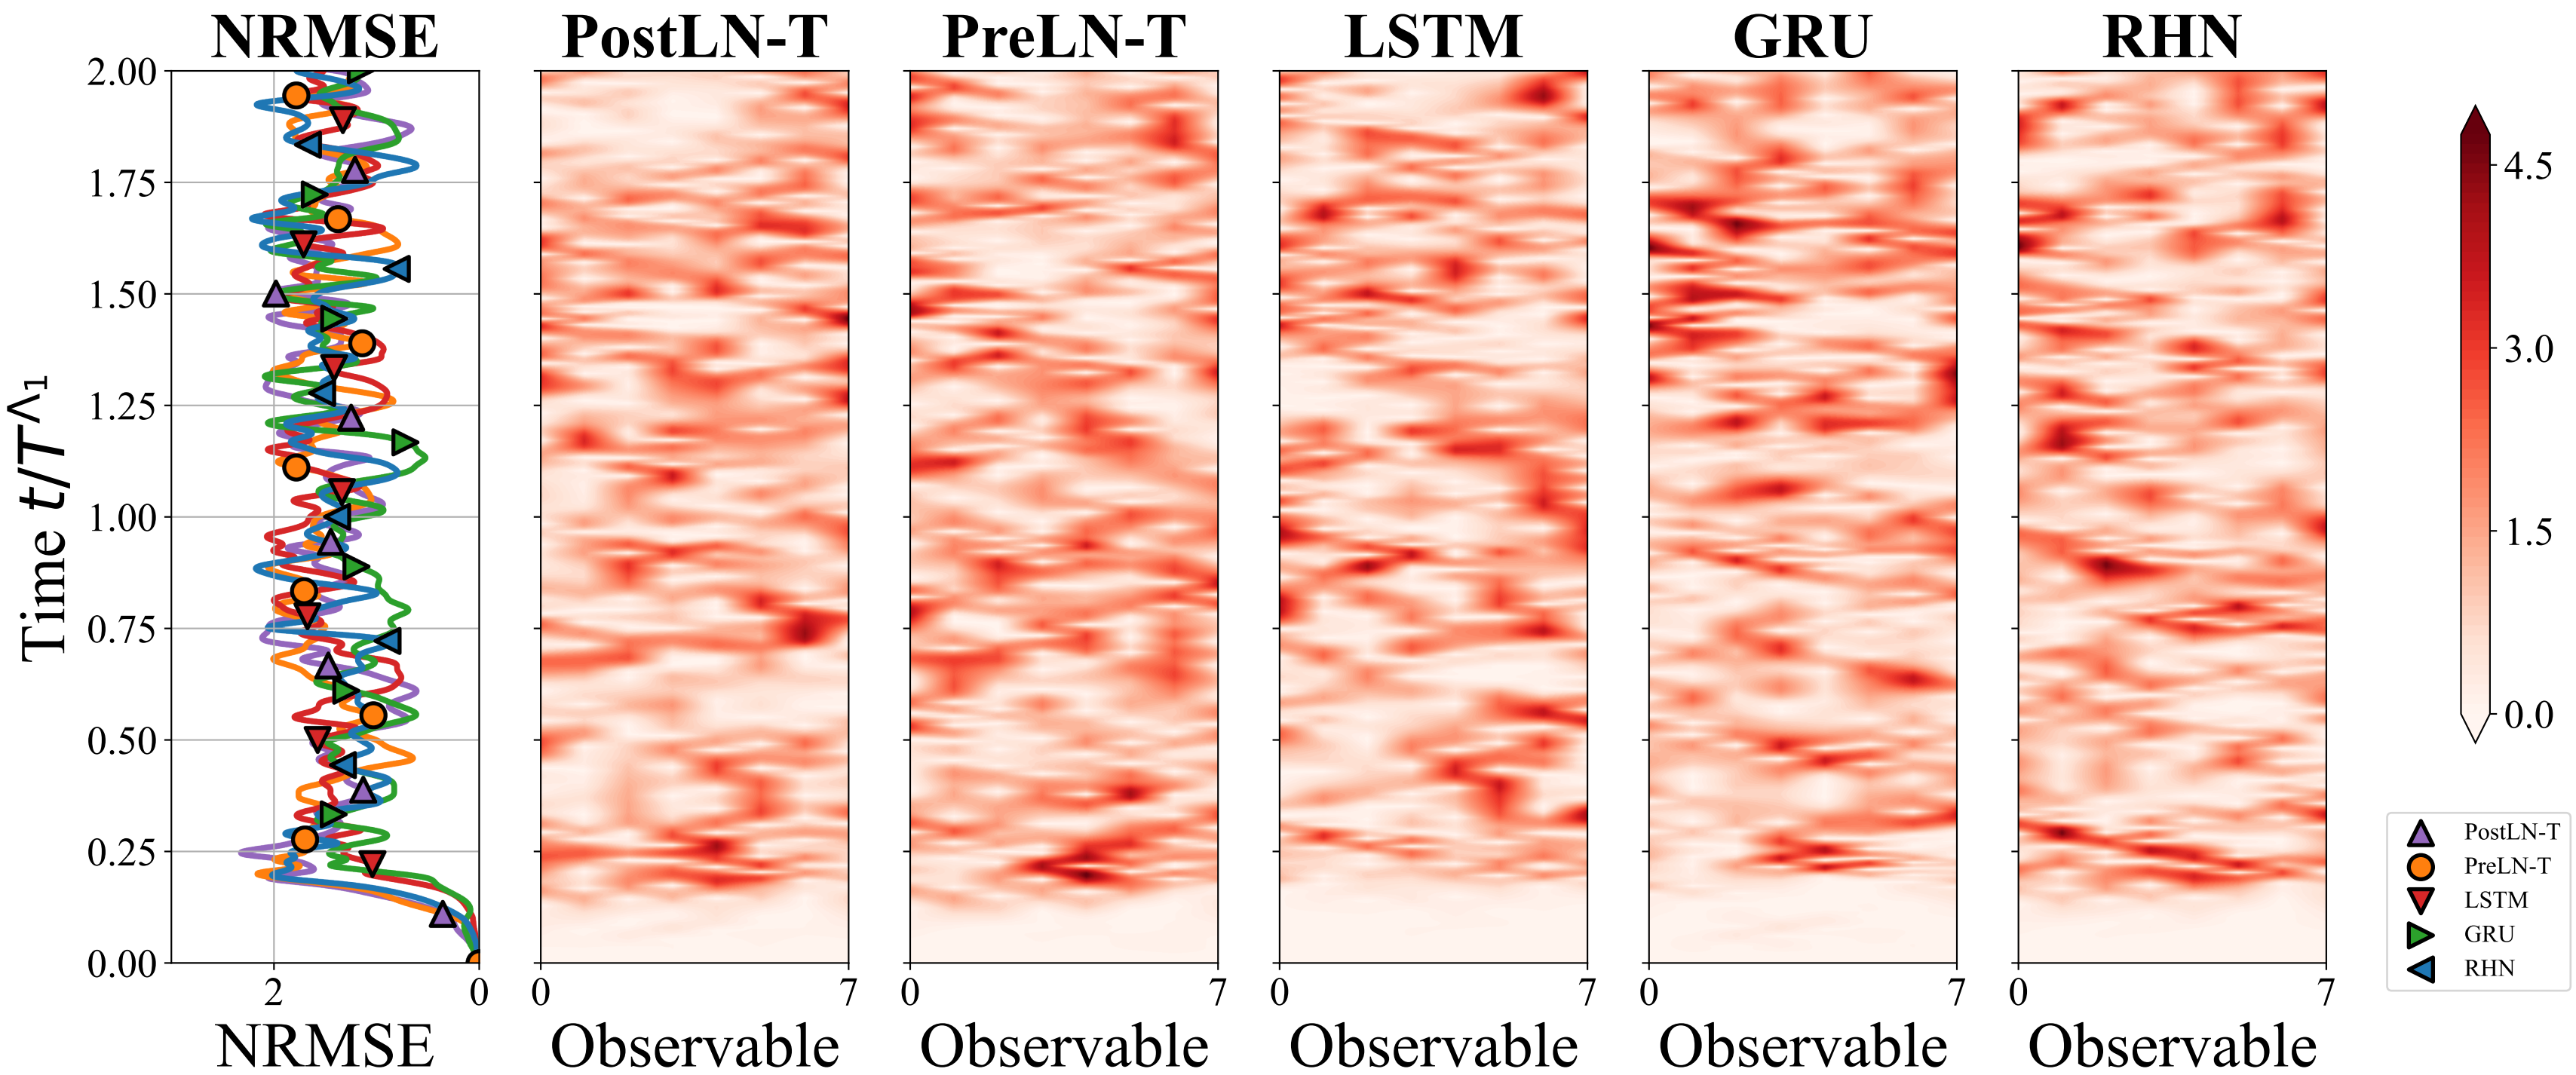 NRMSE PostLN-T PreLN-T LSTM GRU RHN
Time t/T^Λ1
2.00
1.75
1.50
1.25
1.00
0.75
0.50
0.25
0.00
2 0 0 7 0 7 0 7 0 7 0 7
NRMSE Observable Observable Observable Observable Observable
4.5
3.0
1.5
0.0
PostLN-T
PreLN-T
LSTM
GRU
RHN